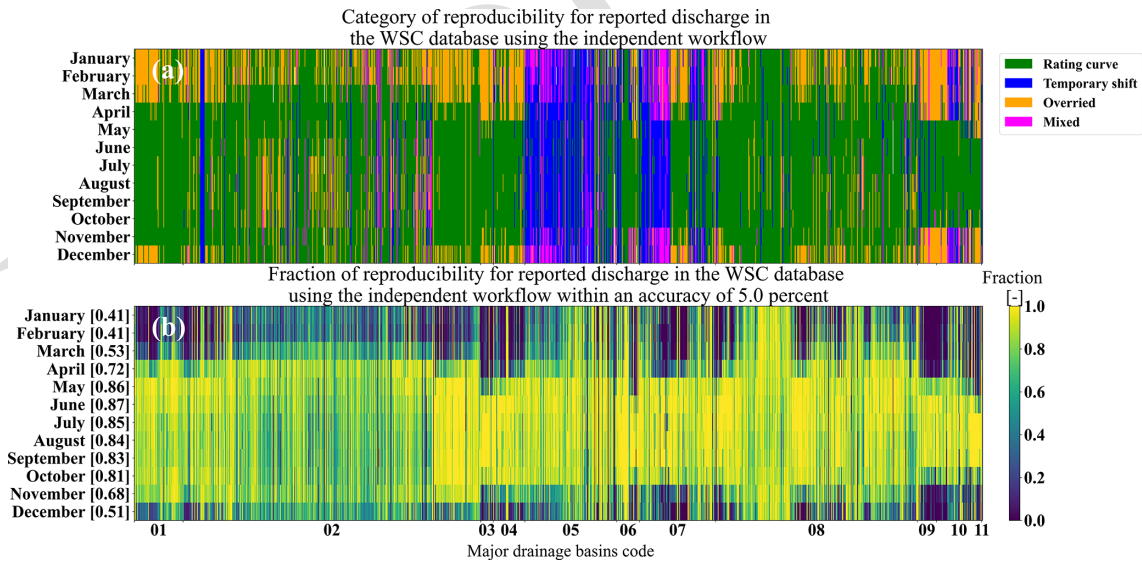 Category of reproducibility for reported discharge in
the WSC database using the independent workflow
(a)
January
February
March
April
May
June
July
August
September
October
November
December
Rating curve
Temporary shift
Overried
Mixed
Fraction of reproducibility for reported discharge in the WSC database
using the independent workflow within an accuracy of 5.0 percent
(b)
January [0.41]
February [0.41]
March [0.53]
April [0.72]
May [0.86]
June [0.87]
July [0.85]
August [0.84]
September [0.83]
October [0.81]
November [0.68]
December [0.51]
Fraction
[-]
1.0
0.8
0.6
0.4
0.2
0.0
01 02 03 04 05 06 07 08 09 10 11
Major drainage basins code